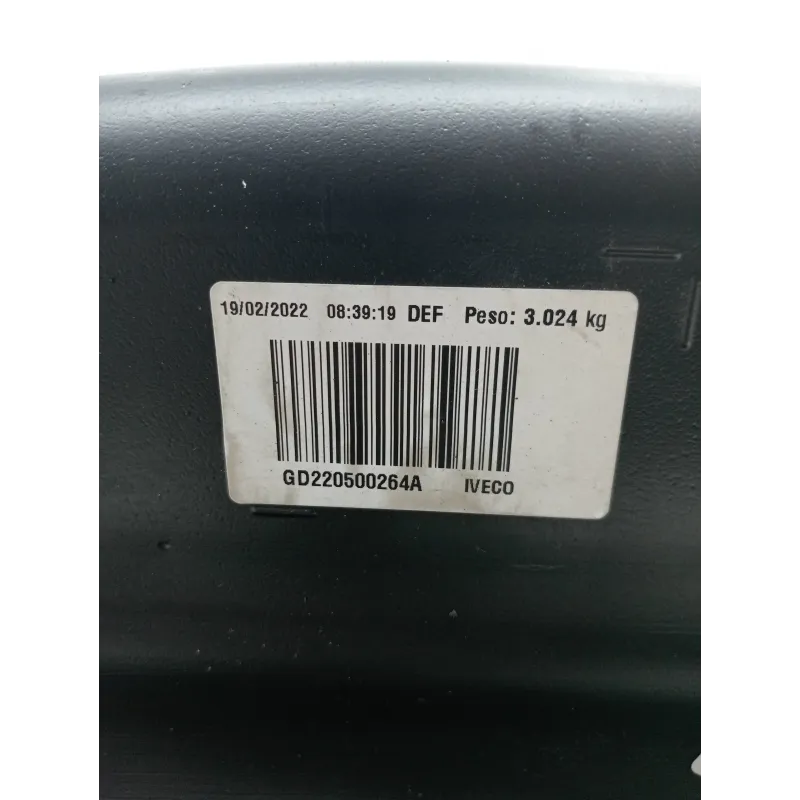 19/02/2022 08:39:19 DEF Peso: 3.024 kg
GD220500264A IVECO